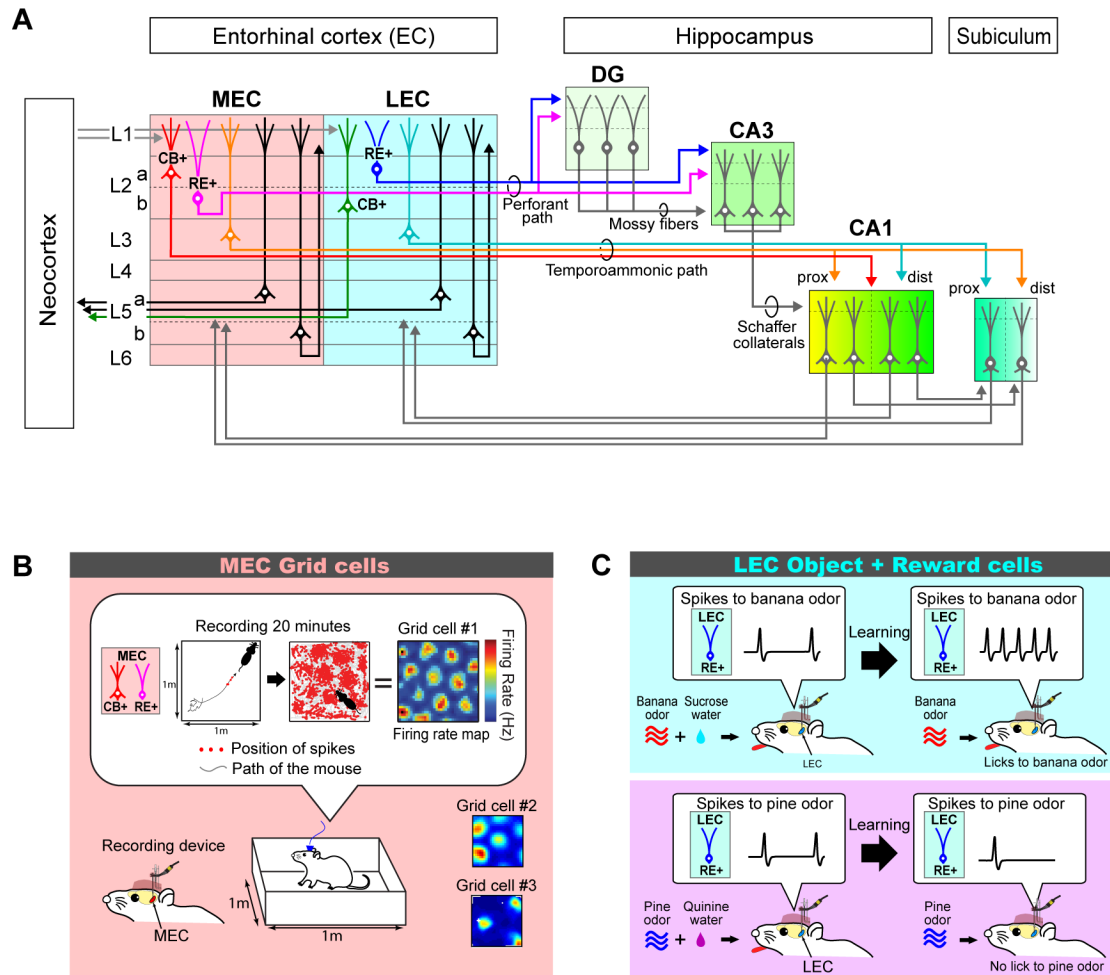 A
Entorhinal cortex (EC)
Hippocampus
Subiculum
Neocortex
MEC
LEC
DG
CA3
CA1
L1
L2
a
b
L3
L4
L5
a
b
L6
CB+
RE+
RE+
CB+
Perforant
path
Mossy fibers
Temporoammonic path
Schaffer
collaterals
prox
dist
prox
dist
B
MEC Grid cells
Recording 20 minutes
Grid cell #1
Firing Rate (Hz)
MEC
CB+ RE+
1m
1m
Firing rate map
Position of spikes
Path of the mouse
Recording device
MEC
1m
1m
Grid cell #2
Grid cell #3
C
LEC Object + Reward cells
Spikes to banana odor
LEC
RE+
Learning
Spikes to banana odor
LEC
RE+
Banana
odor
+
Sucrose
water
LEC
Banana
odor
Licks to banana odor
Spikes to pine odor
LEC
RE+
Learning
Spikes to pine odor
LEC
RE+
Pine
odor
+
Quinine
water
LEC
Pine
odor
No lick to pine odor